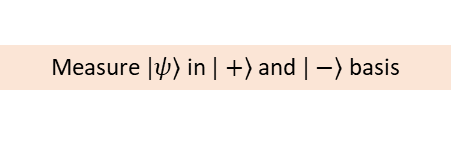 Measure |ψ⟩ in | +⟩ and | −⟩ basis